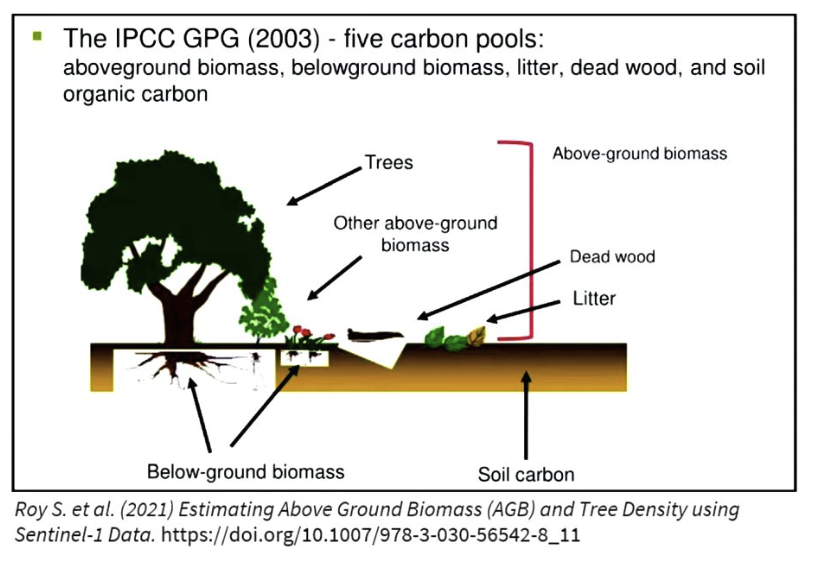 The IPCC GPG (2003) - five carbon pools:
aboveground biomass, belowground biomass, litter, dead wood, and soil
organic carbon
Trees
Above-ground biomass
Other above-ground
biomass
Dead wood
Litter
Below-ground biomass
Soil carbon
Roy S. et al. (2021) Estimating Above Ground Biomass (AGB) and Tree Density using
Sentinel-1 Data. https://doi.org/10.1007/978-3-030-56542-8_11